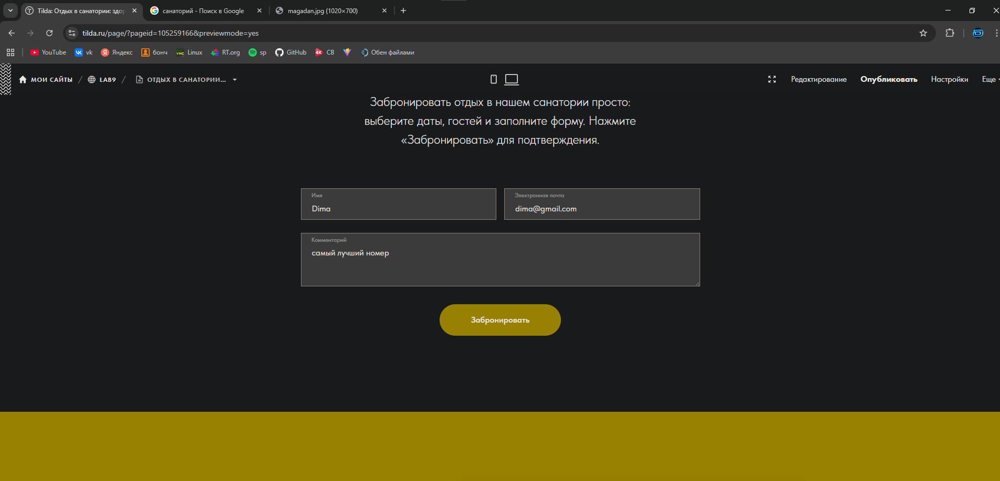 Tilda: Отдых в санатории: здор
санаторий - Поиск в Google
magadan.jpg (1020×700)
tilda.ru/page/?pageid=105259166&previewmode=yes
YouTube
vk
Яндекс
бонч
Linux
RT.org
sp
GitHub
СВ
Обен файлами
МОИ САЙТЫ / LAB9 / ОТДЫХ В САНАТОРИИ...
Редактирование
Опубликовать
Настройки
Еще
Забронировать отдых в нашем санатории просто:
выберите даты, гостей и заполните форму. Нажмите
«Забронировать» для подтверждения.
Имя
Dima
Электронная почта
dima@gmail.com
Комментарий
самый лучший номер
Забронировать